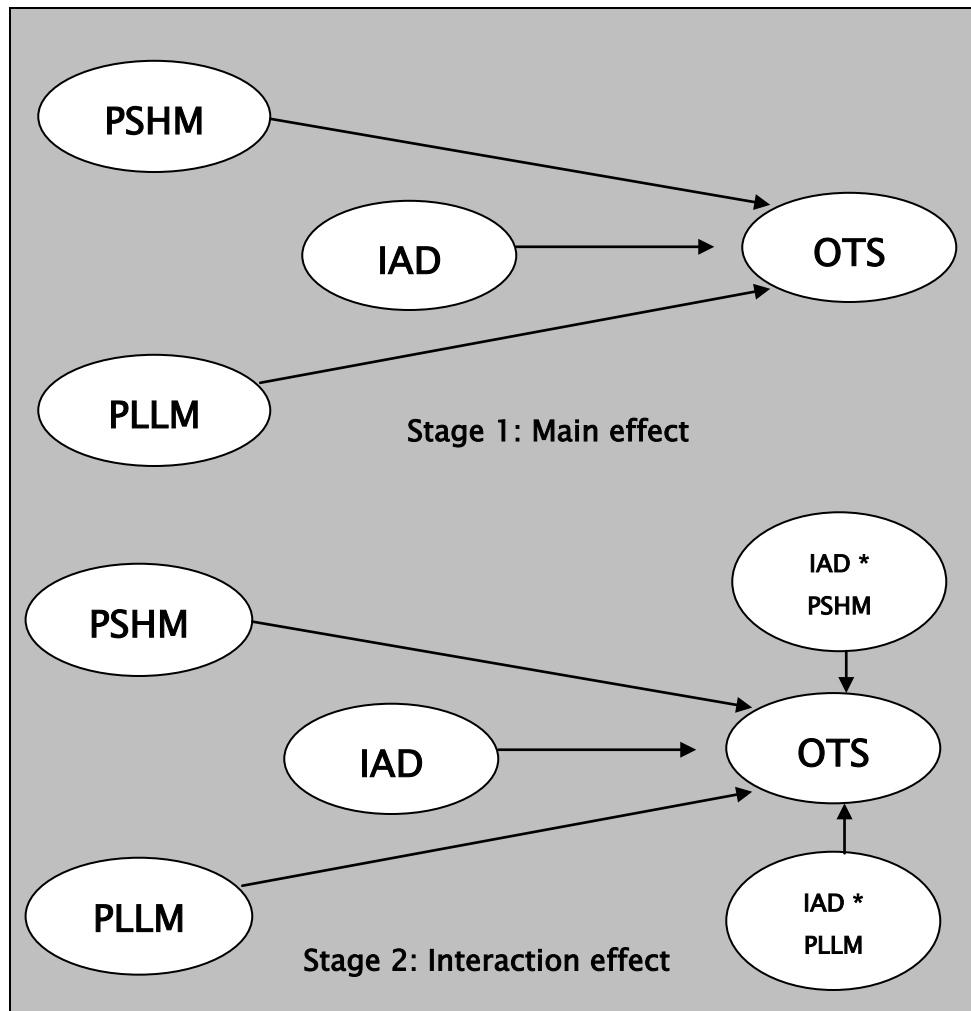 PSHM
IAD
OTS
PLLM
Stage 1: Main effect
IAD *
PSHM
PSHM
OTS
IAD
PLLM
IAD *
PLLM
Stage 2: Interaction effect